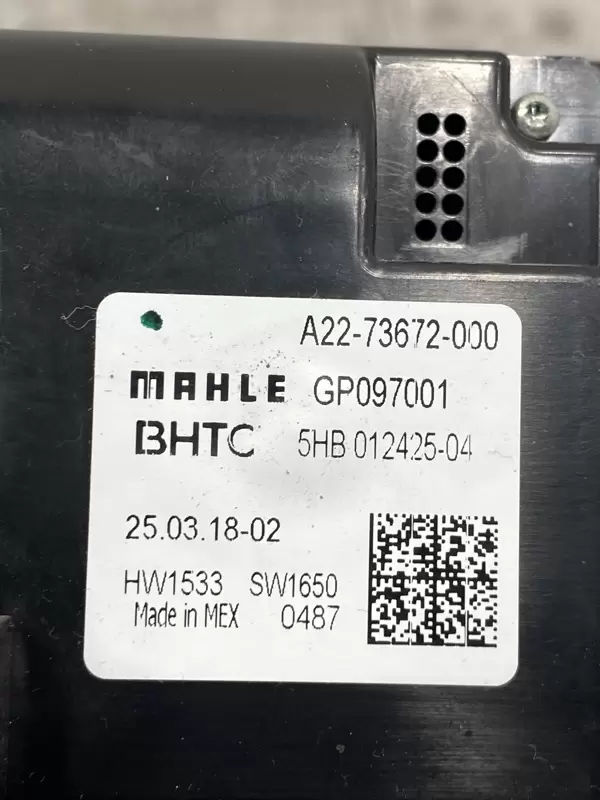 A22-73672-000
MAHLE GP097001
BHTC 5HB 012425-04
25.03.18-02
HW1533 SW1650
Made in MEX 0487